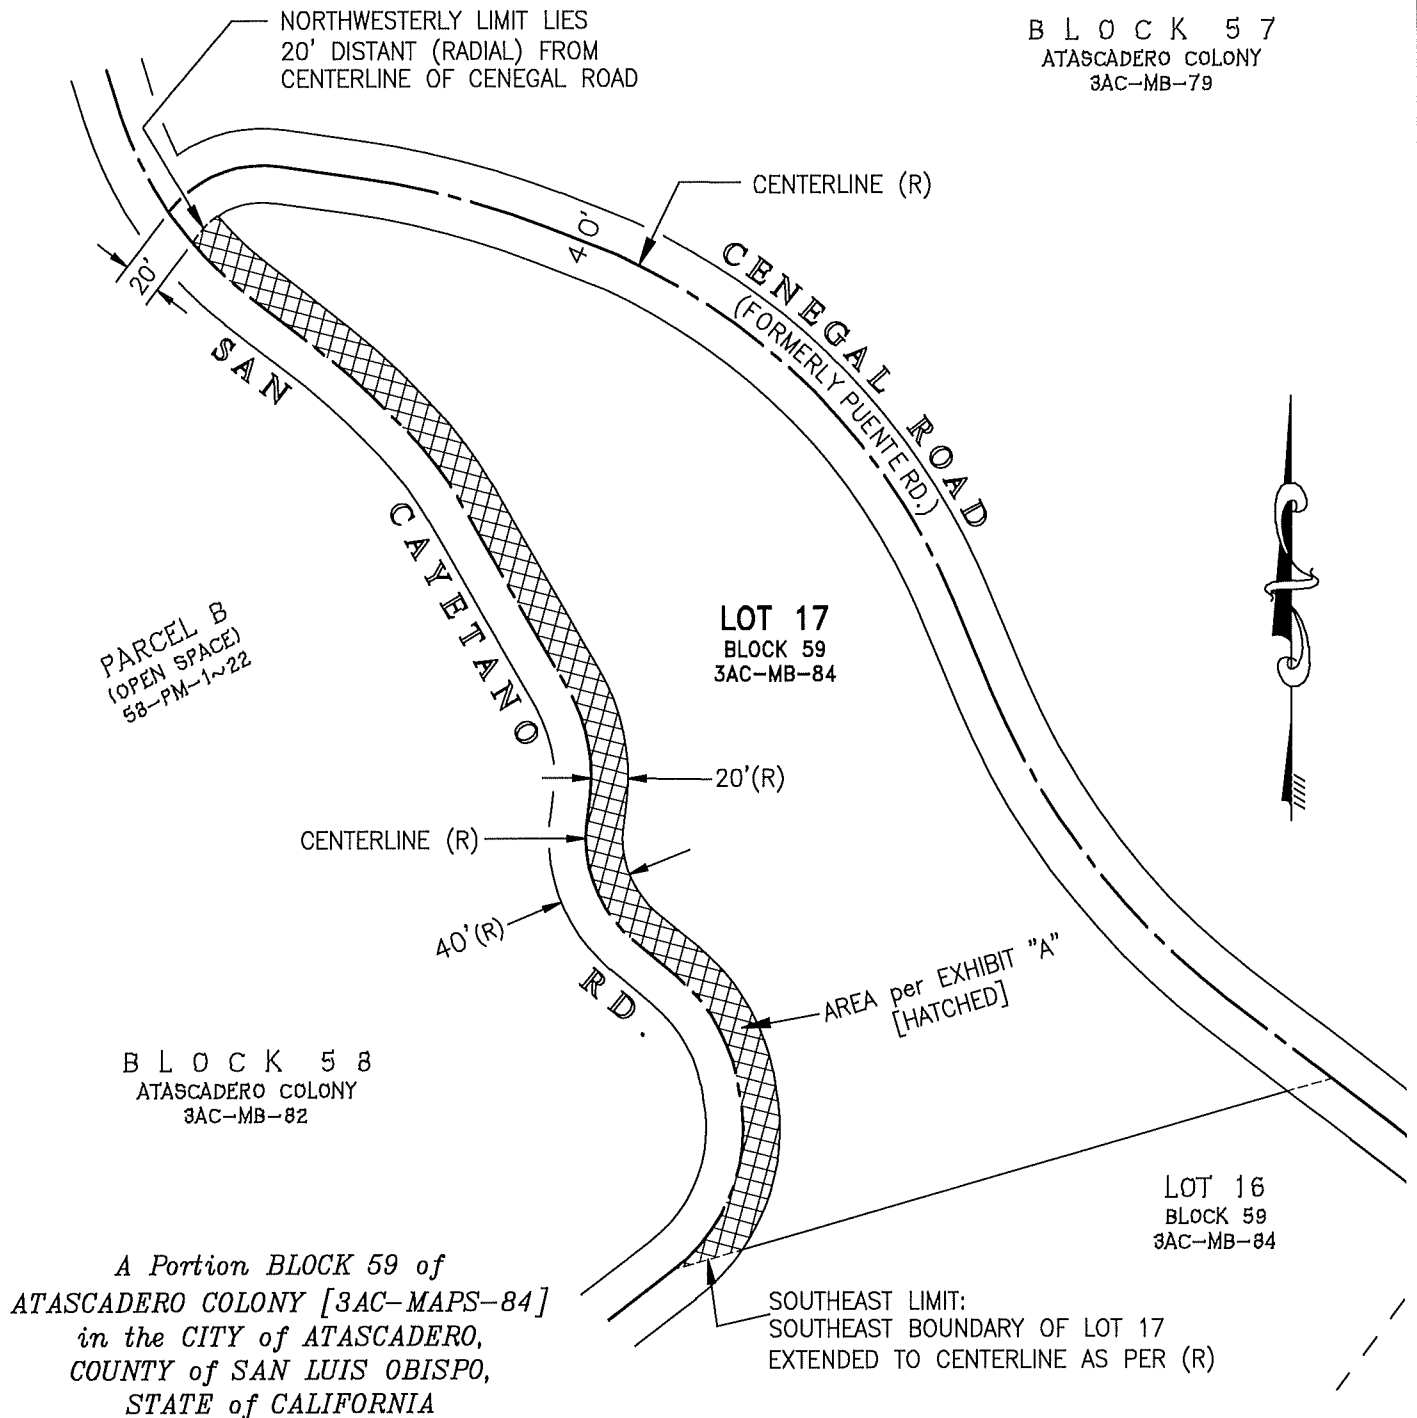 NORTHWESTERLY LIMIT LIES
20' DISTANT (RADIAL) FROM
CENTERLINE OF CENEGAL ROAD
BLOCK 57
ATASCADERO COLONY
3AC-MB-79
CENTERLINE (R)
40'
CENEGAL ROAD
(FORMERLY PUENTE RD.)
20'
SAN CAYETANO RD.
PARCEL B
(OPEN SPACE)
58-PM-1~22
LOT 17
BLOCK 59
3AC-MB-84
20'(R)
CENTERLINE (R)
40'(R)
AREA per EXHIBIT "A"
[HATCHED]
BLOCK 58
ATASCADERO COLONY
3AC-MB-82
LOT 16
BLOCK 59
3AC-MB-84
A Portion BLOCK 59 of
ATASCADERO COLONY [3AC-MAPS-84]
in the CITY of ATASCADERO,
COUNTY of SAN LUIS OBISPO,
STATE of CALIFORNIA
SOUTHEAST LIMIT:
SOUTHEAST BOUNDARY OF LOT 17
EXTENDED TO CENTERLINE AS PER (R)